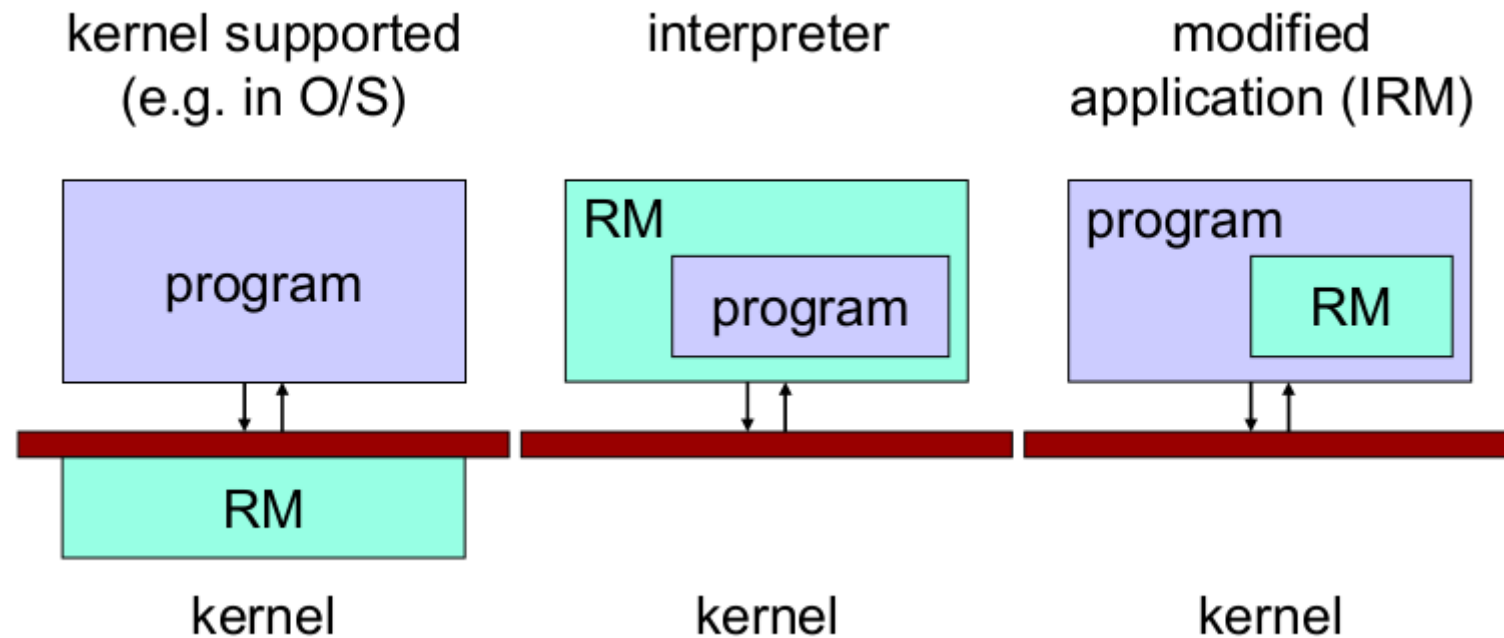 kernel supported
(e.g. in O/S)
interpreter
modified
application (IRM)
program
RM
program
program
RM
RM
kernel
kernel
kernel